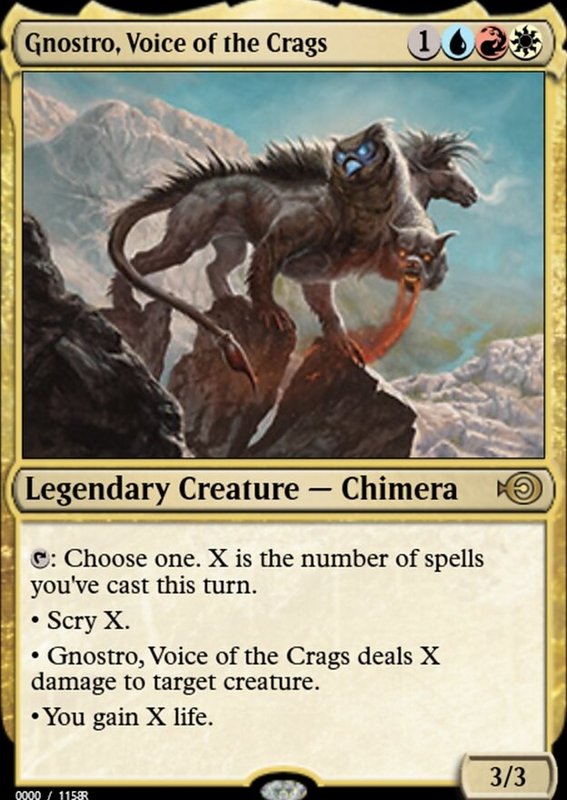 Gnostro, Voice of the Crags 1
Legendary Creature — Chimera
: Choose one. X is the number of spells
you've cast this turn.
• Scry X.
• Gnostro, Voice of the Crags deals X
damage to target creature.
• You gain X life.
3/3
0000 / 1158R